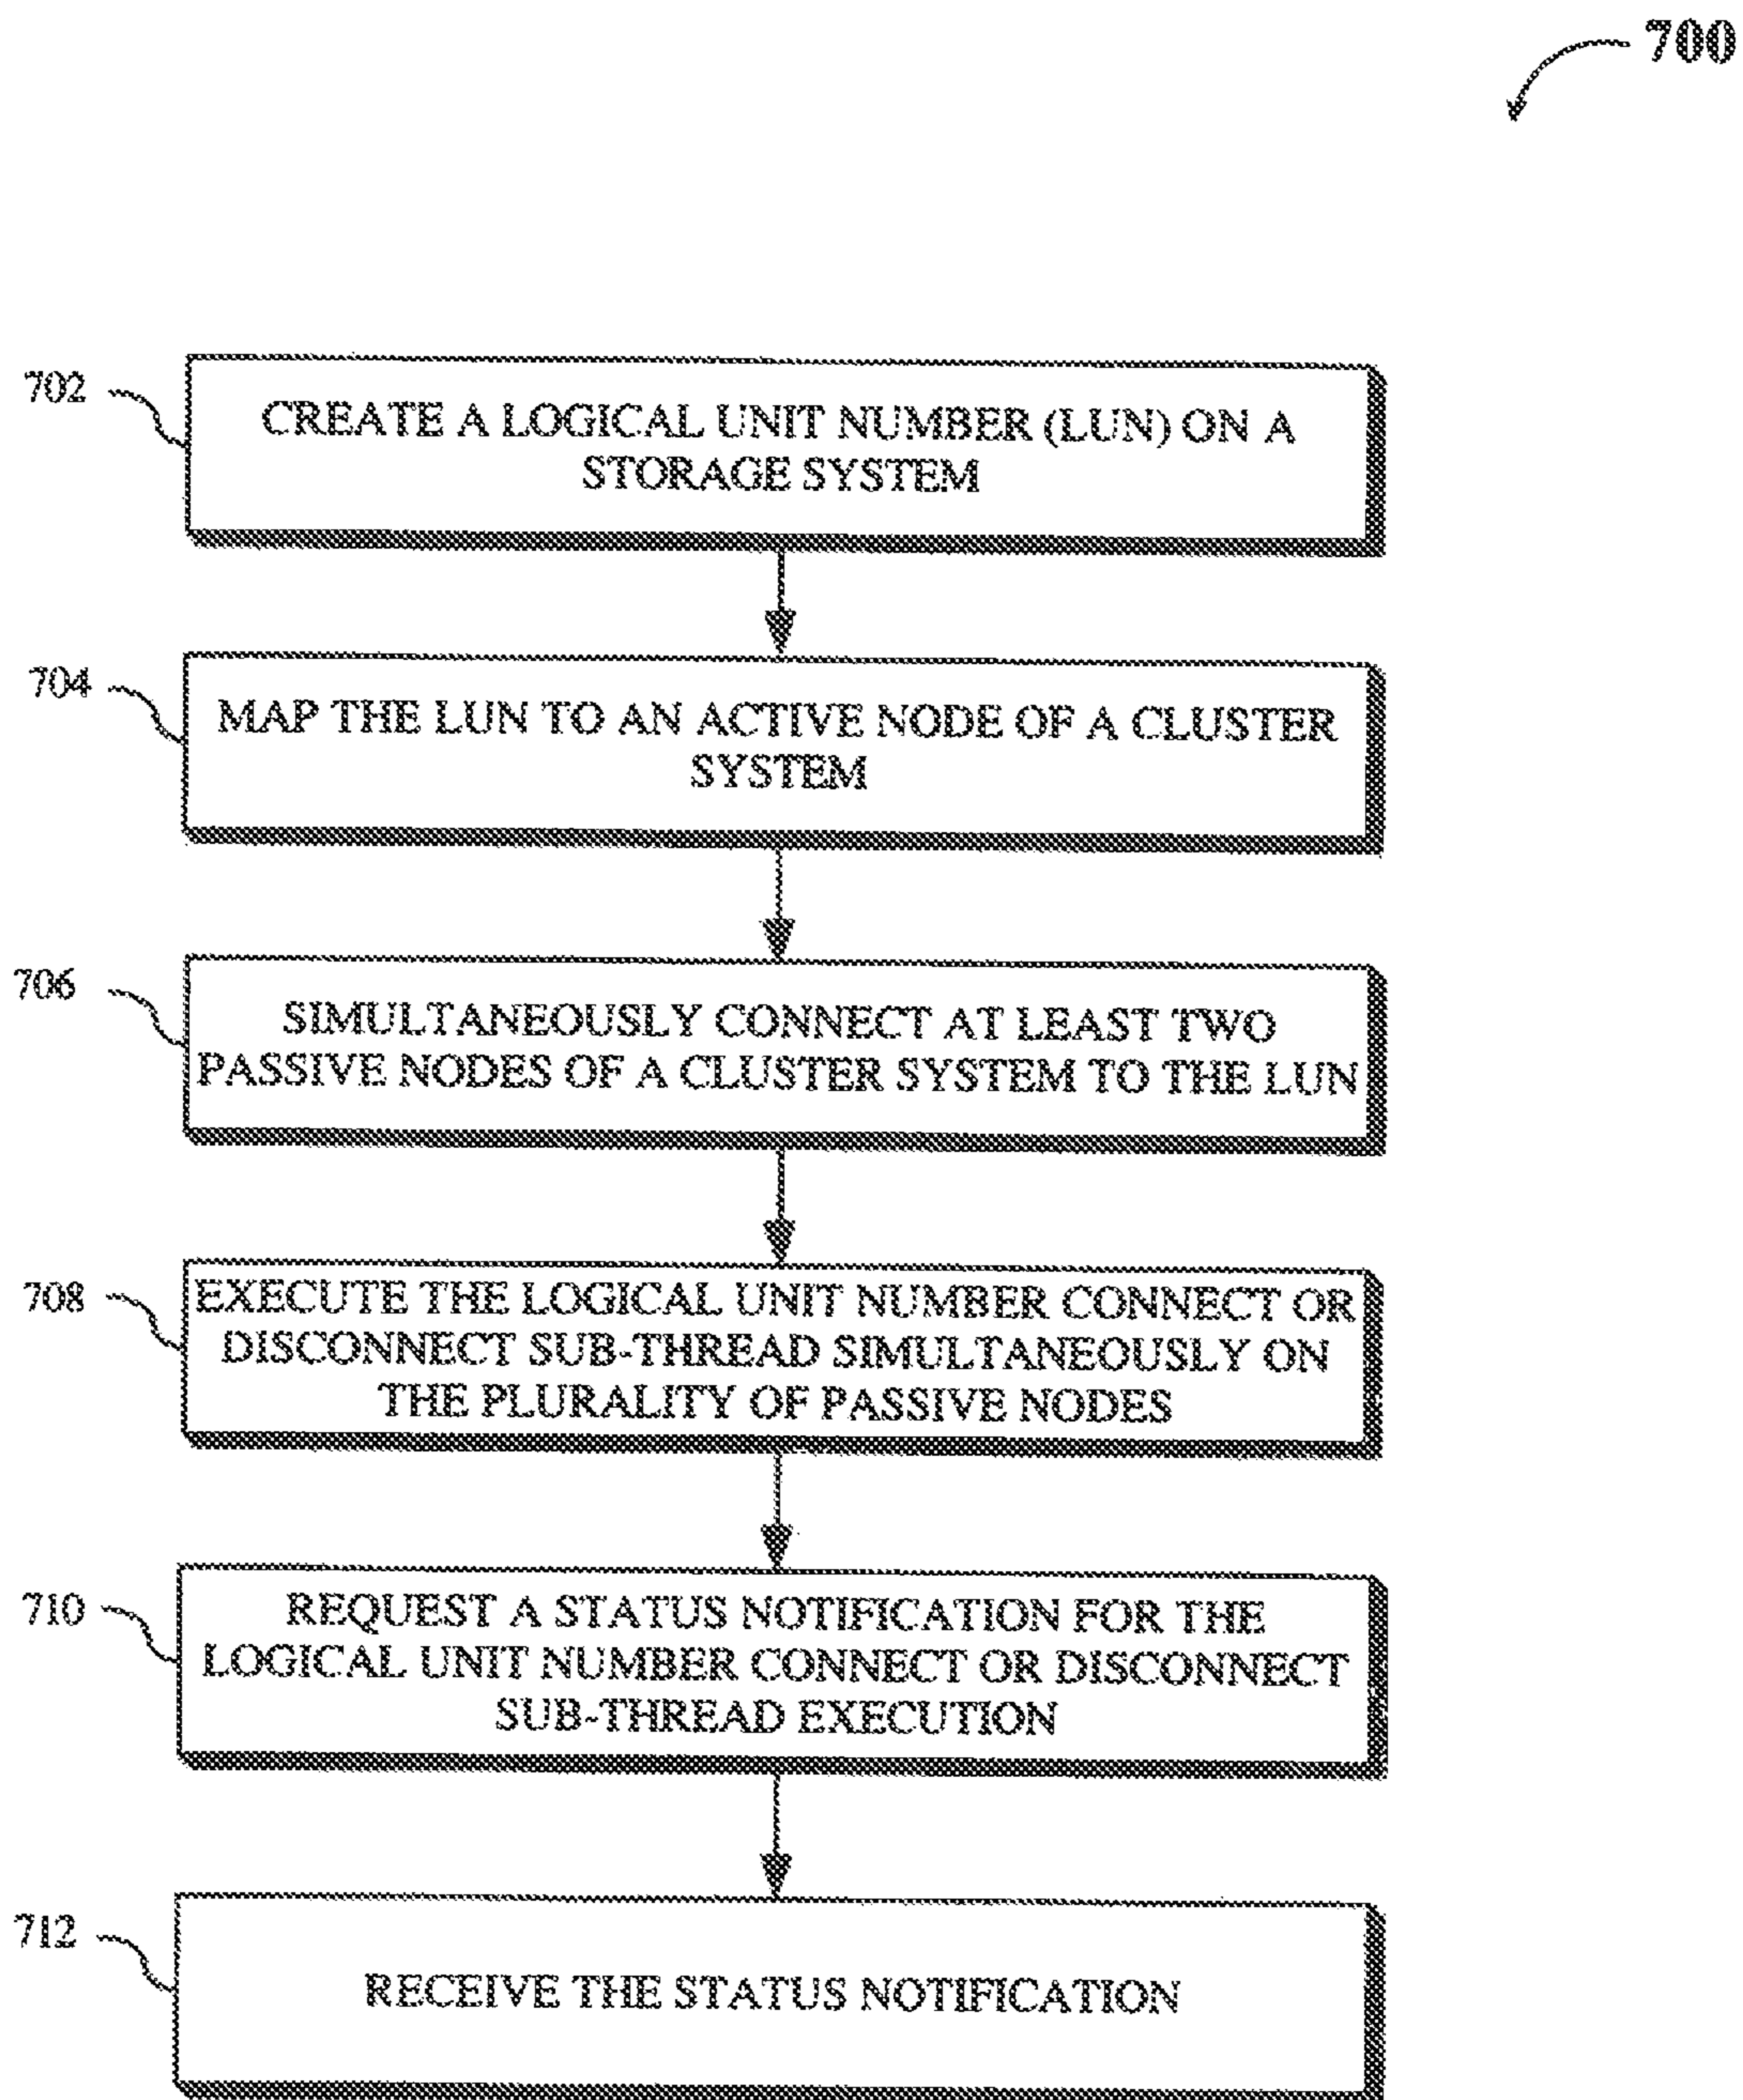 700
702
CREATE A LOGICAL UNIT NUMBER (LUN) ON A
STORAGE SYSTEM
704
MAP THE LUN TO AN ACTIVE NODE OF A CLUSTER
SYSTEM
706
SIMULTANEOUSLY CONNECT AT LEAST TWO
PASSIVE NODES OF A CLUSTER SYSTEM TO THE LUN
708
EXECUTE THE LOGICAL UNIT NUMBER CONNECT OR
DISCONNECT SUB-THREAD SIMULTANEOUSLY ON
THE PLURALITY OF PASSIVE NODES
710
REQUEST A STATUS NOTIFICATION FOR THE
LOGICAL UNIT NUMBER CONNECT OR DISCONNECT
SUB-THREAD EXECUTION
712
RECEIVE THE STATUS NOTIFICATION